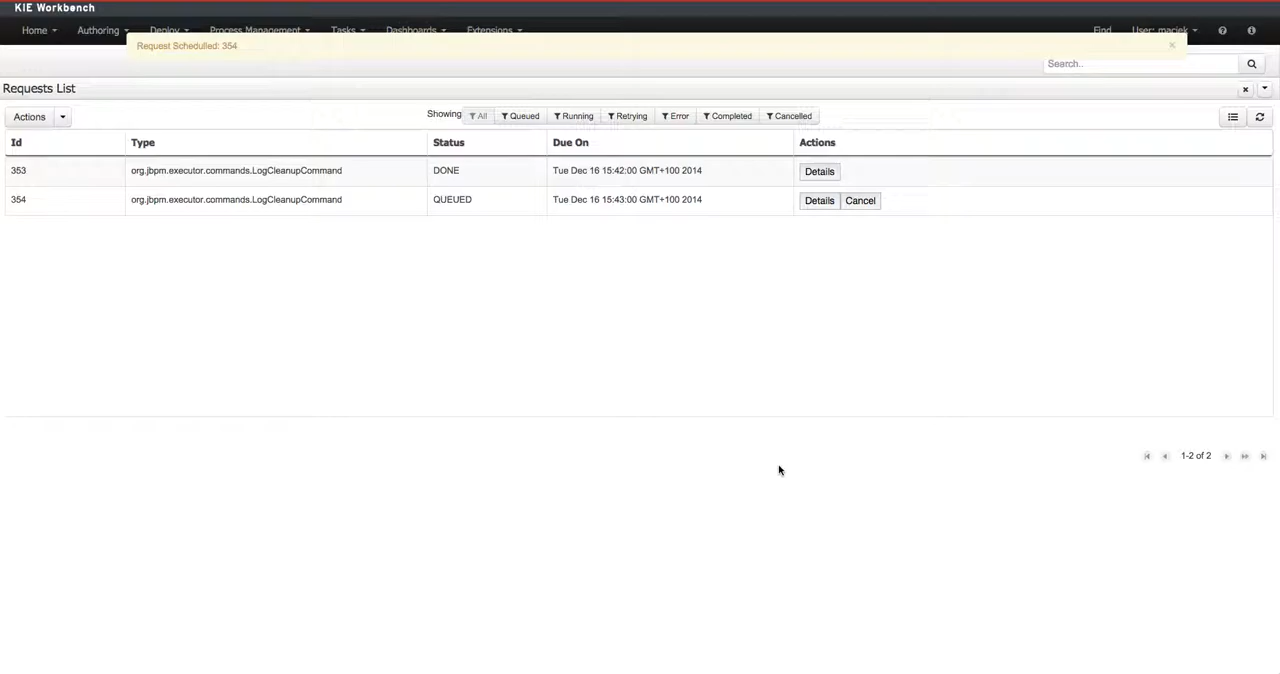 KIE Workbench
Home Authoring Deploy Process Management Tasks Dashboards Extensions Find User: maciek
Request Schedulled: 354 ×
Search..
Requests List
Actions Showing All Queued Running Retrying Error Completed Cancelled
Id Type Status Due On Actions
353 org.jbpm.executor.commands.LogCleanupCommand DONE Tue Dec 16 15:42:00 GMT+100 2014 Details
354 org.jbpm.executor.commands.LogCleanupCommand QUEUED Tue Dec 16 15:43:00 GMT+100 2014 Details Cancel
1-2 of 2